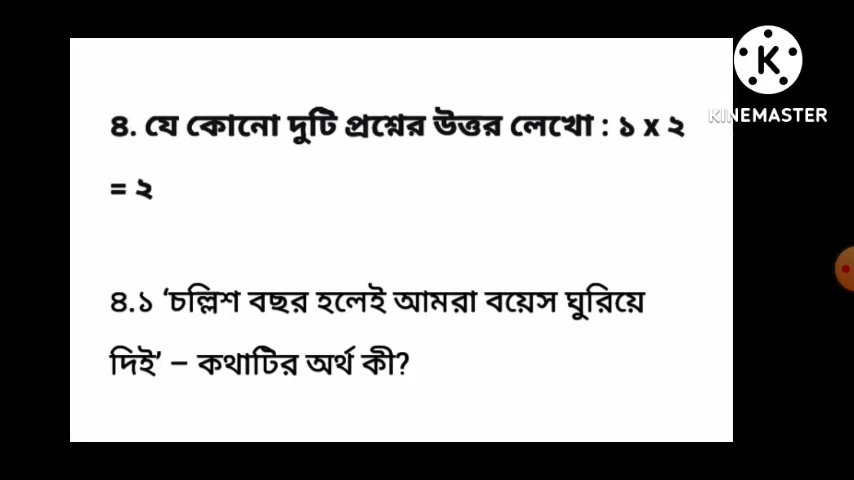 ৪. যে কোনো দুটি প্রশ্নের উত্তর লেখো : ১ x ২
= ২
৪.১ ‘চল্লিশ বছর হলেই আমরা বয়েস ঘুরিয়ে
দিই’ – কথাটির অর্থ কী?
KINEMASTER